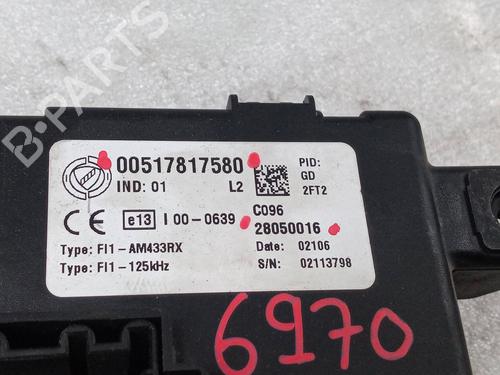 B-PARTS
00517817580
PID:
IND: 01 L2
GD
2FT2
CE e13 I 00-0639
C096
28050016
Type: FI1-AM433RX
Date: 02106
Type: FI1-125kHz
S/N: 02113798
6970